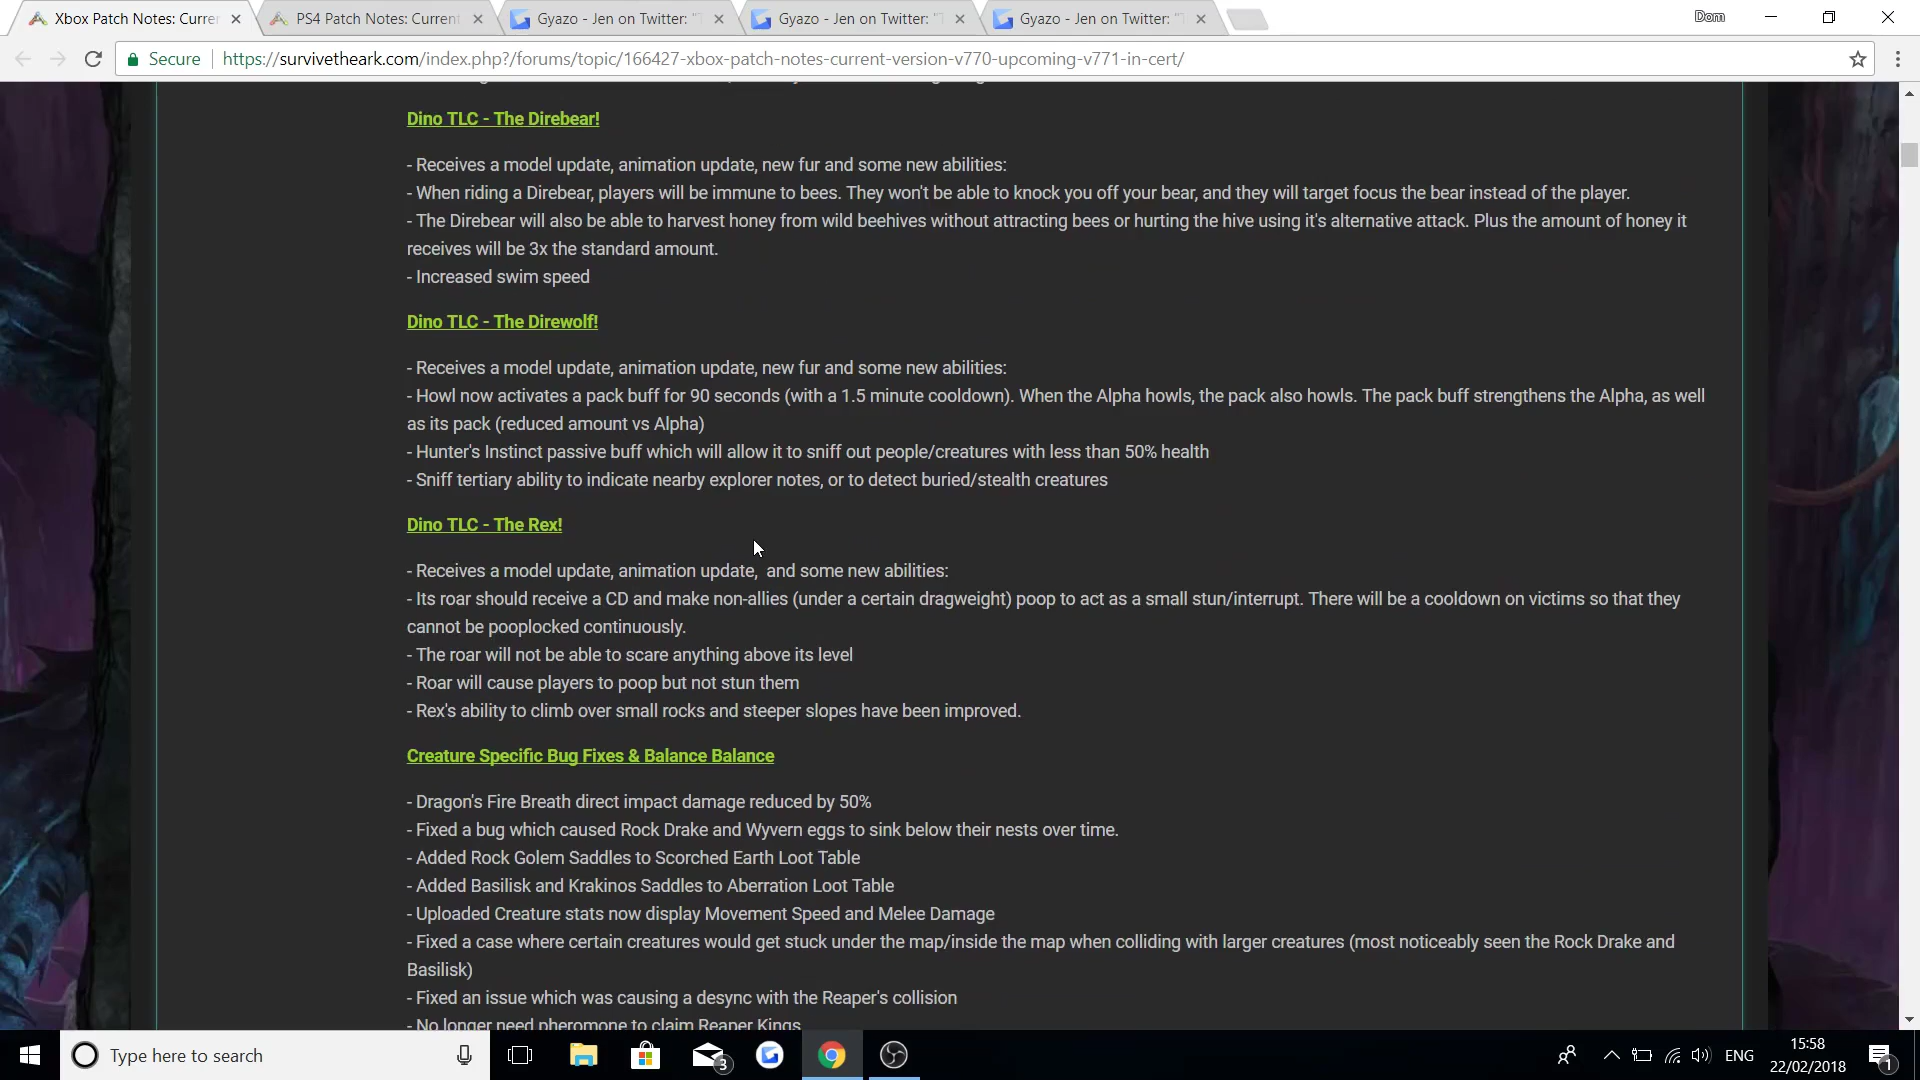 Xbox Patch Notes: Currer
PS4 Patch Notes: Current
Gyazo - Jen on Twitter: "T
Gyazo - Jen on Twitter: "T
Gyazo - Jen on Twitter: "T
Dom
Secure
https://survivetheark.com/index.php?/forums/topic/166427-xbox-patch-notes-current-version-v770-upcoming-v771-in-cert/
Dino TLC - The Direbear!
- Receives a model update, animation update, new fur and some new abilities:
- When riding a Direbear, players will be immune to bees. They won't be able to knock you off your bear, and they will target focus the bear instead of the player.
- The Direbear will also be able to harvest honey from wild beehives without attracting bees or hurting the hive using it's alternative attack. Plus the amount of honey it
receives will be 3x the standard amount.
- Increased swim speed
Dino TLC - The Direwolf!
- Receives a model update, animation update, new fur and some new abilities:
- Howl now activates a pack buff for 90 seconds (with a 1.5 minute cooldown). When the Alpha howls, the pack also howls. The pack buff strengthens the Alpha, as well
as its pack (reduced amount vs Alpha)
- Hunter's Instinct passive buff which will allow it to sniff out people/creatures with less than 50% health
- Sniff tertiary ability to indicate nearby explorer notes, or to detect buried/stealth creatures
Dino TLC - The Rex!
- Receives a model update, animation update,  and some new abilities:
- Its roar should receive a CD and make non-allies (under a certain dragweight) poop to act as a small stun/interrupt. There will be a cooldown on victims so that they
cannot be pooplocked continuously.
- The roar will not be able to scare anything above its level
- Roar will cause players to poop but not stun them
- Rex's ability to climb over small rocks and steeper slopes have been improved.
Creature Specific Bug Fixes & Balance Balance
- Dragon's Fire Breath direct impact damage reduced by 50%
- Fixed a bug which caused Rock Drake and Wyvern eggs to sink below their nests over time.
- Added Rock Golem Saddles to Scorched Earth Loot Table
- Added Basilisk and Krakinos Saddles to Aberration Loot Table
- Uploaded Creature stats now display Movement Speed and Melee Damage
- Fixed a case where certain creatures would get stuck under the map/inside the map when colliding with larger creatures (most noticeably seen the Rock Drake and
Basilisk)
- Fixed an issue which was causing a desync with the Reaper's collision
- No longer need pheromone to claim Reaper Kings
Type here to search
3
ENG
15:58
22/02/2018
1